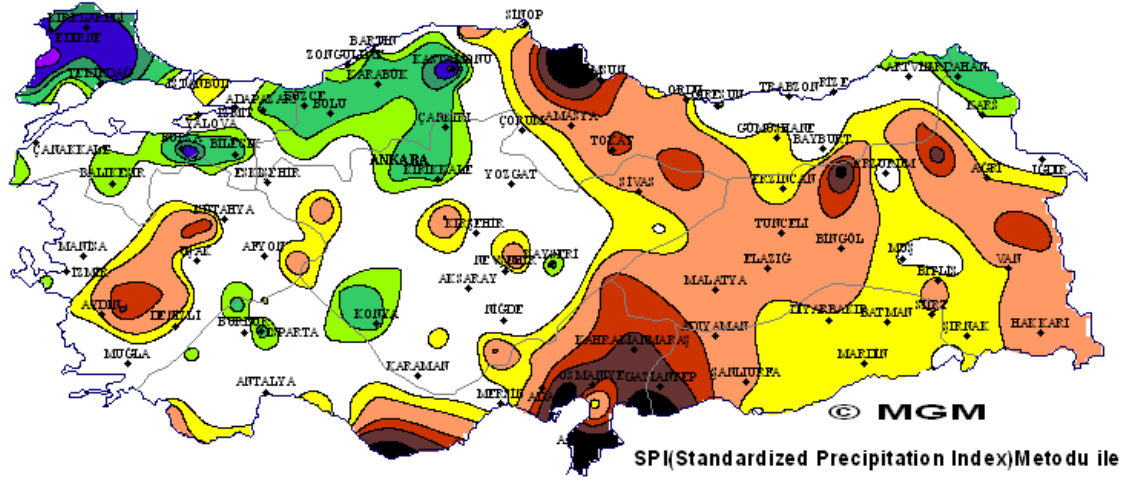 SİNOP
KIRKLARELİ
EDİRNE
BARTIN
ZONGULDAK
KASTAMONU
TEKİRDAĞ
İSTANBUL
KARABÜK
ARTVİN
ARDAHAN
TRABZON
RİZE
ORDU
GİRESUN
ADAPAZARI
DÜZCE
BOLU
İZMİT
YALOVA
KARS
ÇANKIRI
ÇORUM
AMASYA
TOKAT
GÜMÜŞHANE
BAYBURT
ÇANAKKALE
BURSA
BİLECİK
ANKARA
KIRIKKALE
ERZURUM
AĞRI
IĞDIR
BALIKESİR
ESKİŞEHİR
YOZGAT
SİVAS
ERZİNCAN
KÜTAHYA
KIRŞEHİR
TUNCELİ
MANİSA
UŞAK
AFYON
NEVŞEHİR
KAYSERİ
BİNGÖL
MUŞ
İZMİR
AKSARAY
ELAZIĞ
VAN
BİTLİS
MALATYA
AYDIN
DENİZLİ
BURDUR
ISPARTA
KONYA
NİĞDE
ADIYAMAN
DİYARBAKIR
BATMAN
SİİRT
ŞIRNAK
HAKKARİ
MUĞLA
KARAMAN
KAHRAMANMARAŞ
MARDİN
ANTALYA
MERSİN
OSMANİYE
GAZİANTEP
ŞANLIURFA
© MGM
SPI(Standardized Precipitation Index)Metodu ile